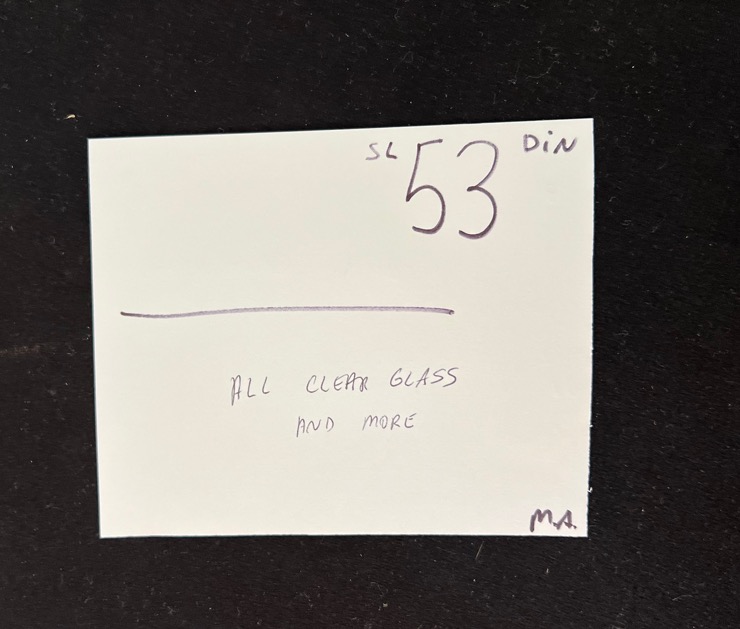 SL 53 DiN
ALL CLEAR GLASS
AND MORE
MA